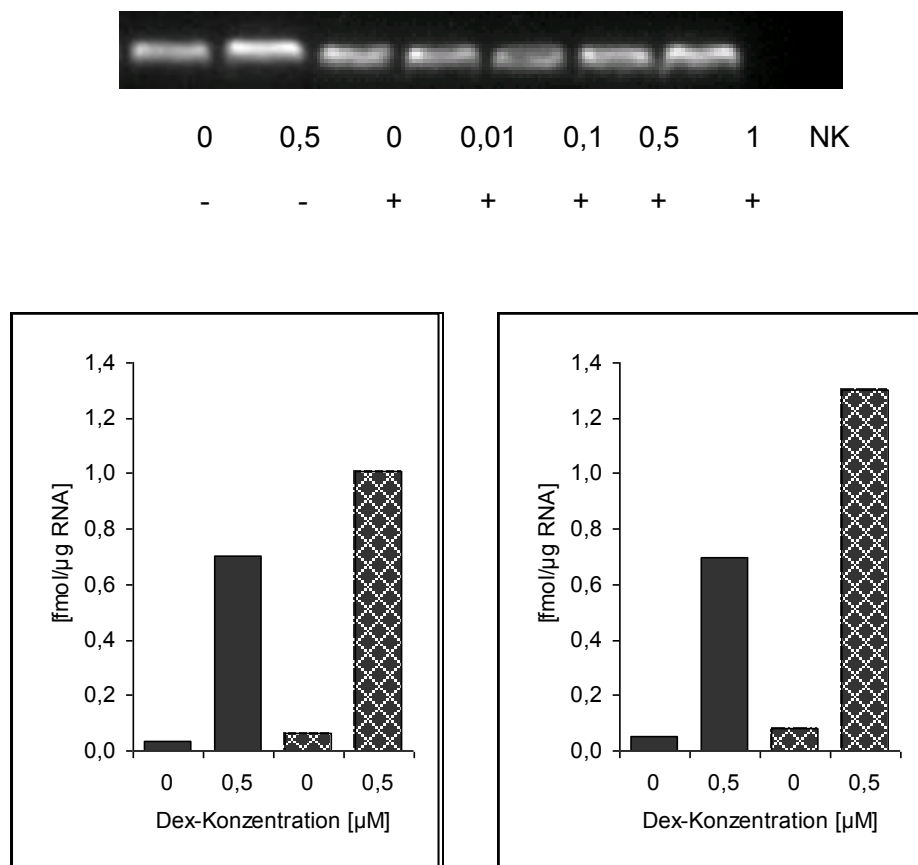 0 0,5 0 0,01 0,1 0,5 1 NK
- - + + + + +
1,4
1,2
1,0
0,8
0,6
0,4
0,2
0,0
[fmol/µg RNA]
0 0,5 0 0,5
Dex-Konzentration [µM]
1,4
1,2
1,0
0,8
0,6
0,4
0,2
0,0
[fmol/µg RNA]
0 0,5 0 0,5
Dex-Konzentration [µM]